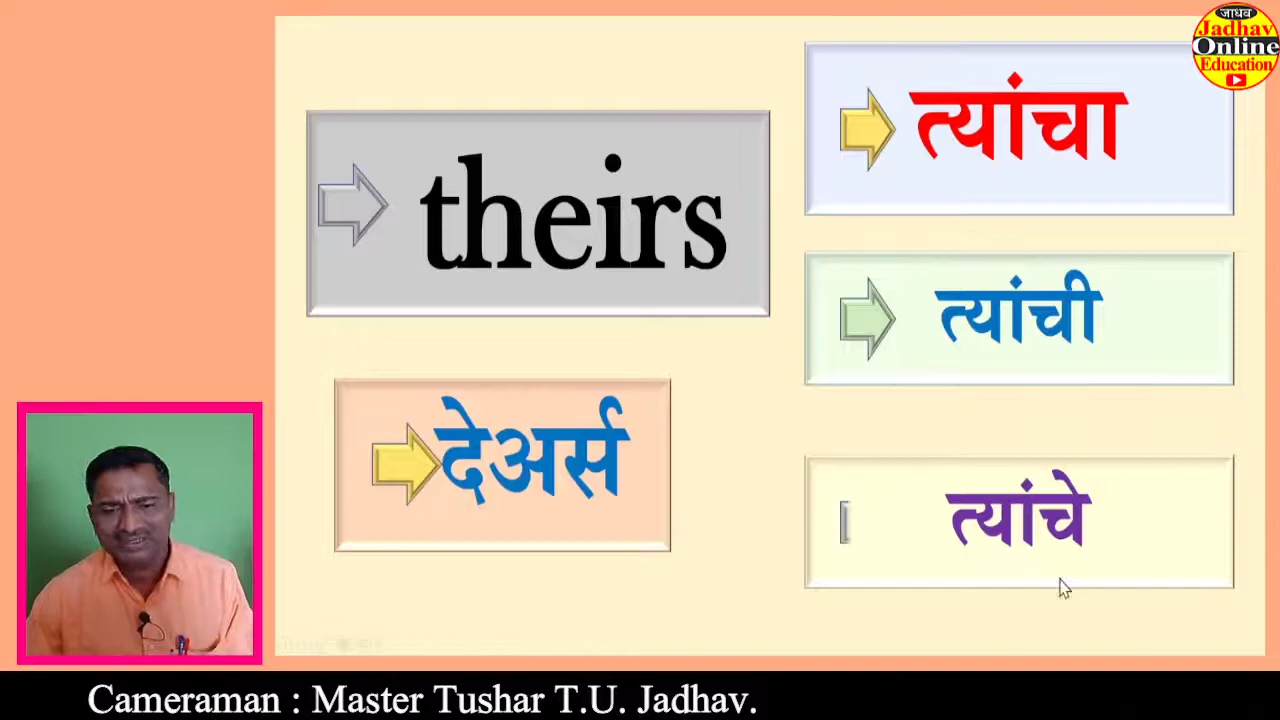 जाधव
Jadhav
Online
Education
theirs
देअर्स
त्यांचा
त्यांची
त्यांचे
Cameraman : Master Tushar T.U. Jadhav.